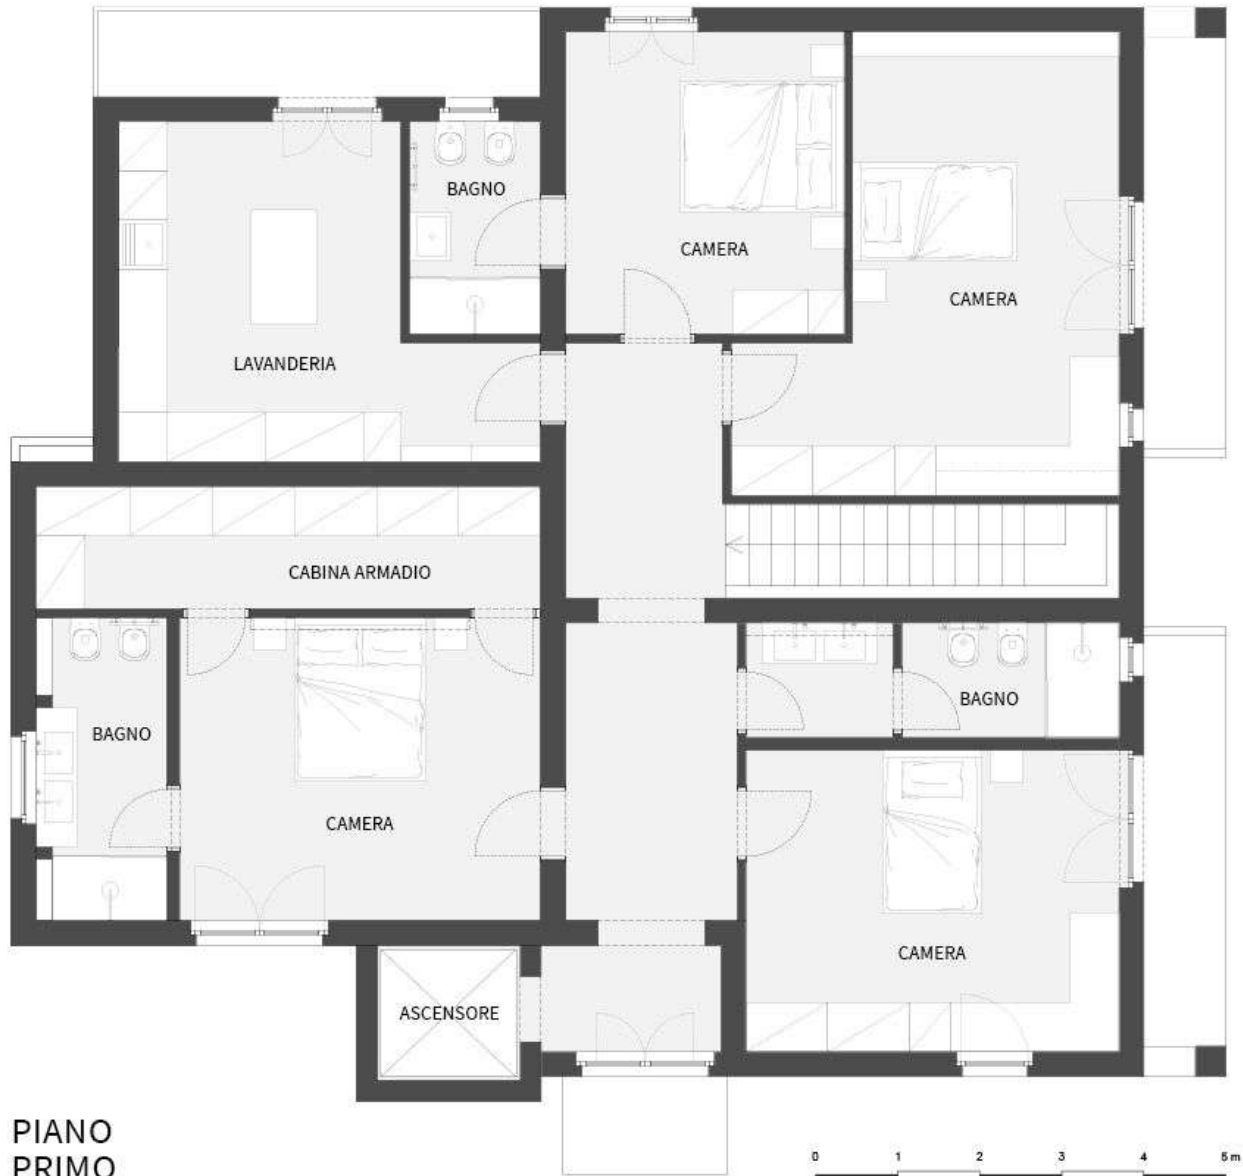 BAGNO
CAMERA
CAMERA
LAVANDERIA
CABINA ARMADIO
BAGNO
BAGNO
CAMERA
CAMERA
ASCENSORE
PIANO
PRIMO
0 1 2 3 4 5 m